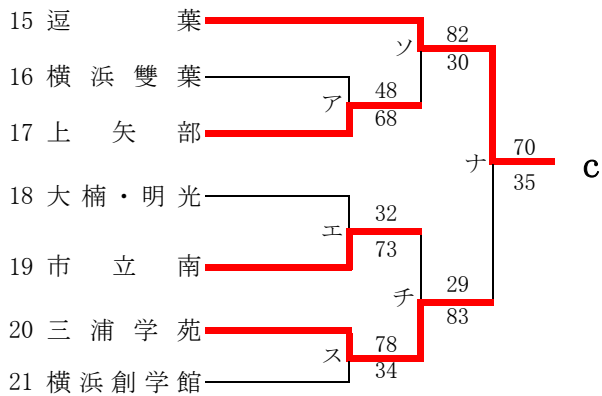 15 逗葉
ソ 82
30
16 横浜雙葉
ア 48
68
17 上矢部
ナ 70
35
C
18 大楠・明光
エ 32
73
19 市立南
チ 29
83
20 三浦学苑
ス 78
34
21 横浜創学館